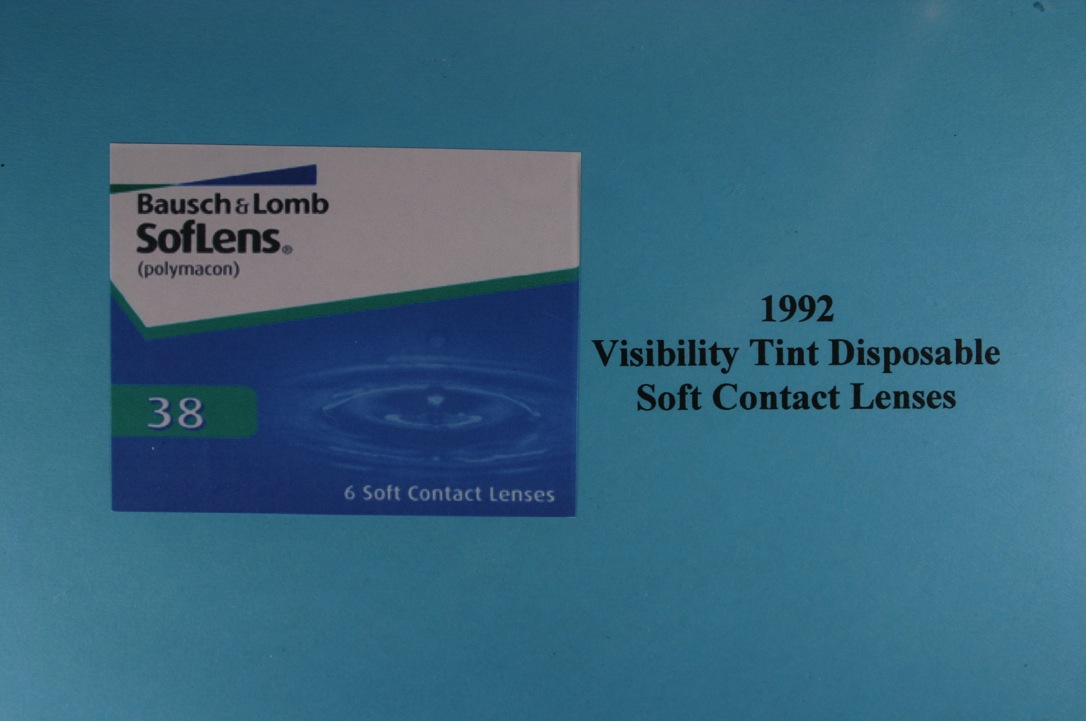 Bausch & Lomb
SofLens®
(polymacon)
38
6 Soft Contact Lenses
1992
Visibility Tint Disposable
Soft Contact Lenses